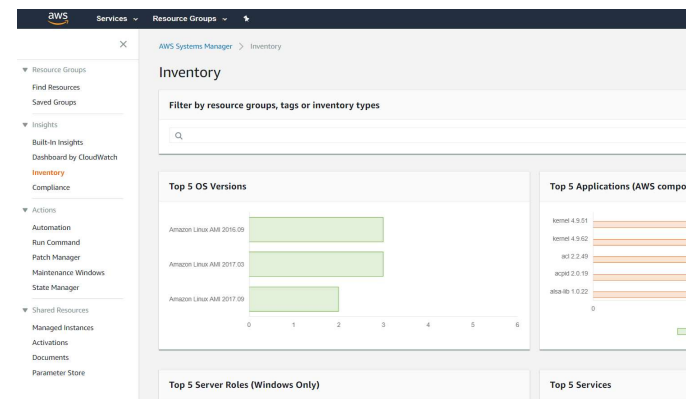 aws Services Resource Groups
AWS Systems Manager > Inventory
Resource Groups
Find Resources
Saved Groups
Insights
Built-In Insights
Dashboard by CloudWatch
Inventory
Compliance
Actions
Automation
Run Command
Patch Manager
Maintenance Windows
State Manager
Shared Resources
Managed Instances
Activations
Documents
Parameter Store
Inventory
Filter by resource groups, tags or inventory types
Top 5 OS Versions
Amazon Linux AMI 2016.09
Amazon Linux AMI 2017.03
Amazon Linux AMI 2017.09
0 1 2 3 4 5 6
Top 5 Applications (AWS compo
kernel 4.9.51
kernel 4.9.62
acl 2.2.49
acpid 2.0.19
alsa-lib 1.0.22
0
Top 5 Server Roles (Windows Only)
Top 5 Services